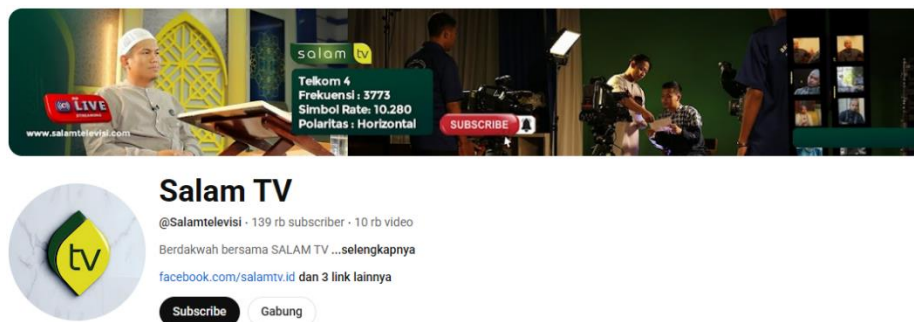 salam tv
Telkom 4
Frekuensi : 3773
Simbol Rate: 10.280
Polaritas : Horizontal
LIVE
STREAMING
www.salamtelevisi.com
SUBSCRIBE
Salam TV
@Salamtelevisi · 139 rb subscriber · 10 rb video
Berdakwah bersama SALAM TV ...selengkapnya
facebook.com/salamtv.id dan 3 link lainnya
tv
Subscribe
Gabung